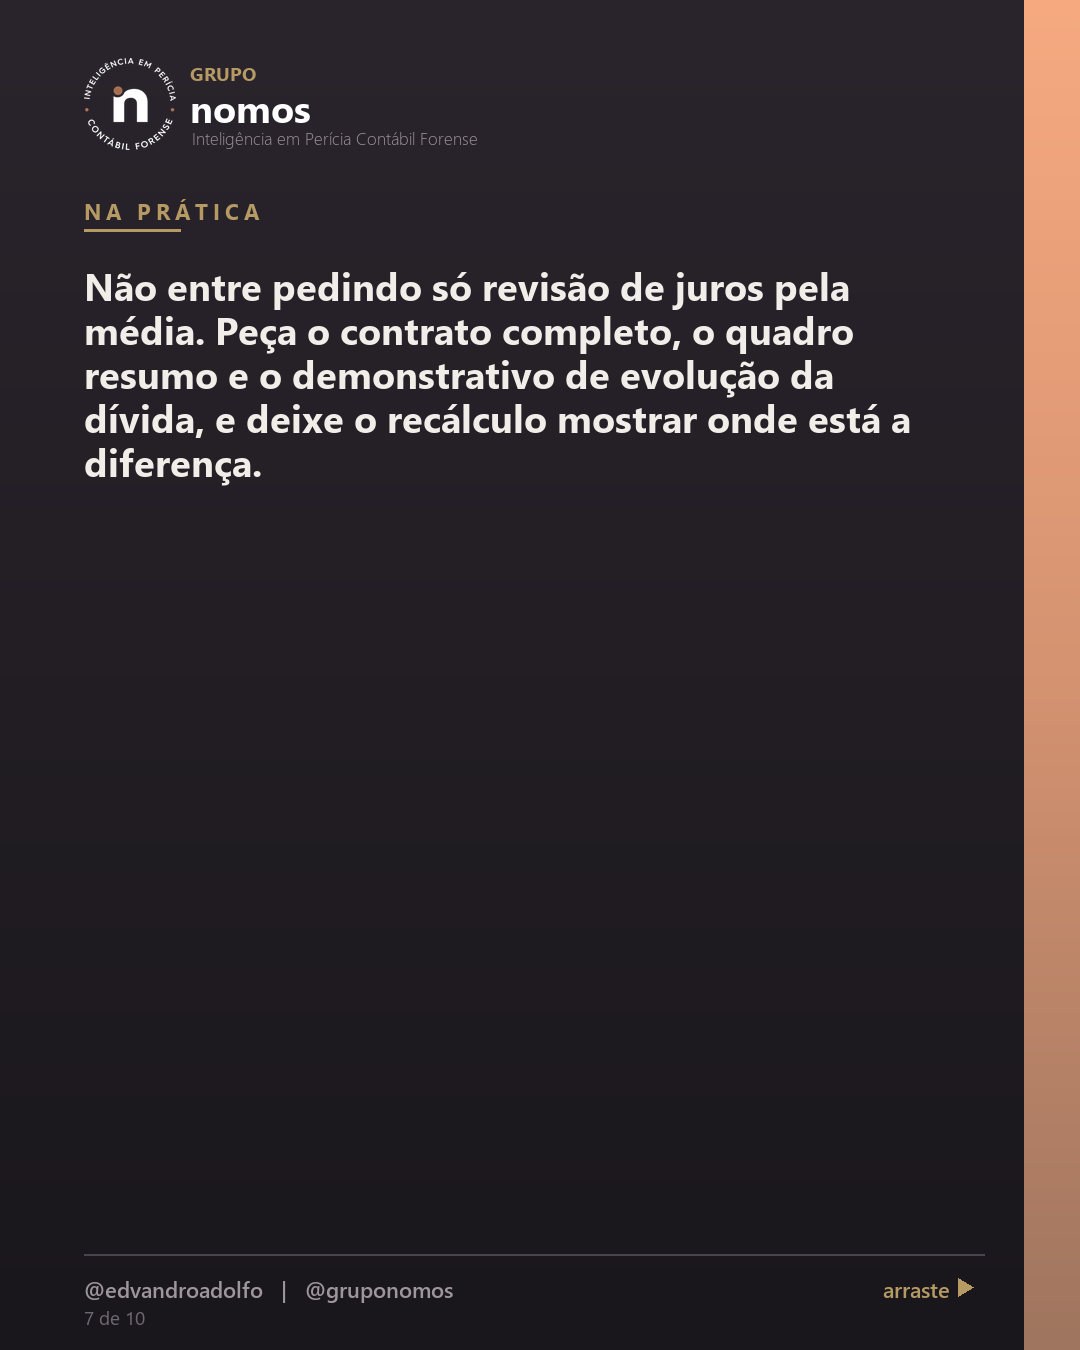 INTELIGÊNCIA EM PERÍCIA
CONTÁBIL FORENSE
n
GRUPO
nomos
Inteligência em Perícia Contábil Forense
NA PRÁTICA
Não entre pedindo só revisão de juros pela
média. Peça o contrato completo, o quadro
resumo e o demonstrativo de evolução da
dívida, e deixe o recálculo mostrar onde está a
diferença.
@edvandroadolfo | @gruponomos
arraste
7 de 10